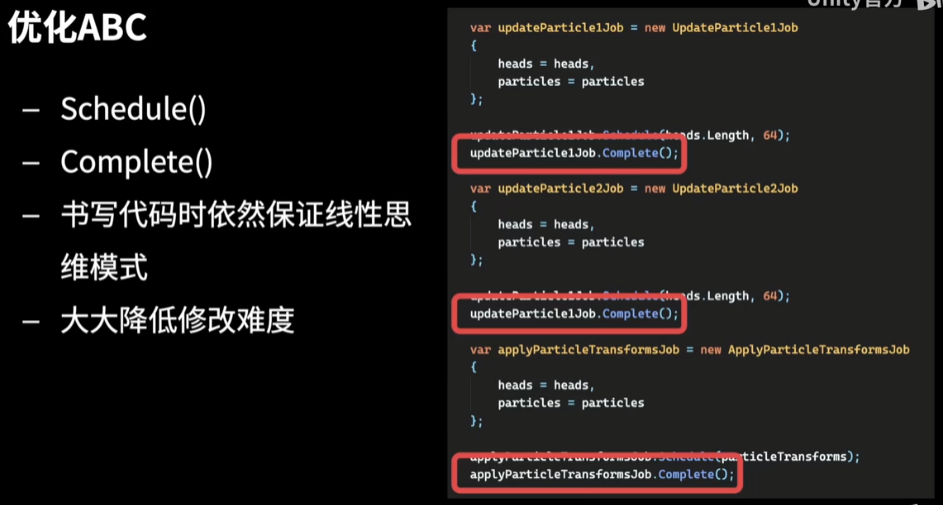 Unity官方
优化ABC
– Schedule()
– Complete()
– 书写代码时依然保证线性思
维模式
– 大大降低修改难度
var updateParticle1Job = new UpdateParticle1Job
{
heads = heads,
particles = particles
};
updateParticle1Job.Schedule(heads.Length, 64);
updateParticle1Job.Complete();
var updateParticle2Job = new UpdateParticle2Job
{
heads = heads,
particles = particles
};
updateParticle1Job.Schedule(heads.Length, 64);
updateParticle1Job.Complete();
var applyParticleTransformsJob = new ApplyParticleTransformsJob
{
heads = heads,
particles = particles
};
applyParticleTransformsJob.Schedule(particleTransforms);
applyParticleTransformsJob.Complete();